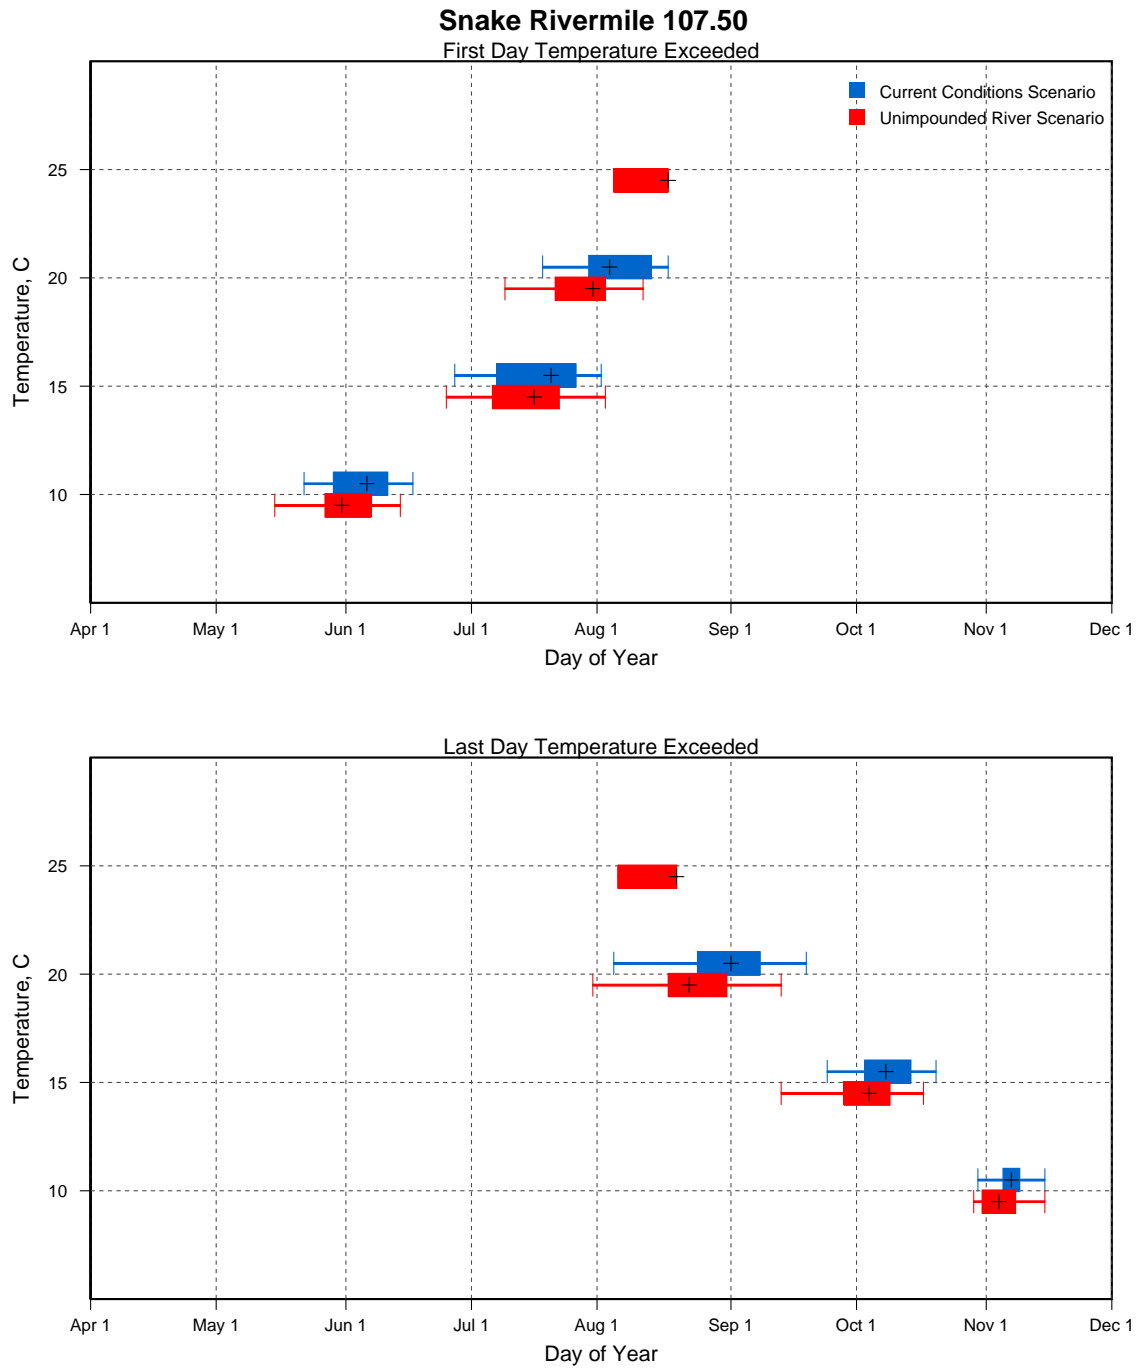 Snake Rivermile 107.50
First Day Temperature Exceeded
Current Conditions Scenario
Unimpounded River Scenario
25
20
15
10
Temperature, C
Apr 1 May 1 Jun 1 Jul 1 Aug 1 Sep 1 Oct 1 Nov 1 Dec 1
Day of Year
Last Day Temperature Exceeded
25
20
15
10
Temperature, C
Apr 1 May 1 Jun 1 Jul 1 Aug 1 Sep 1 Oct 1 Nov 1 Dec 1
Day of Year